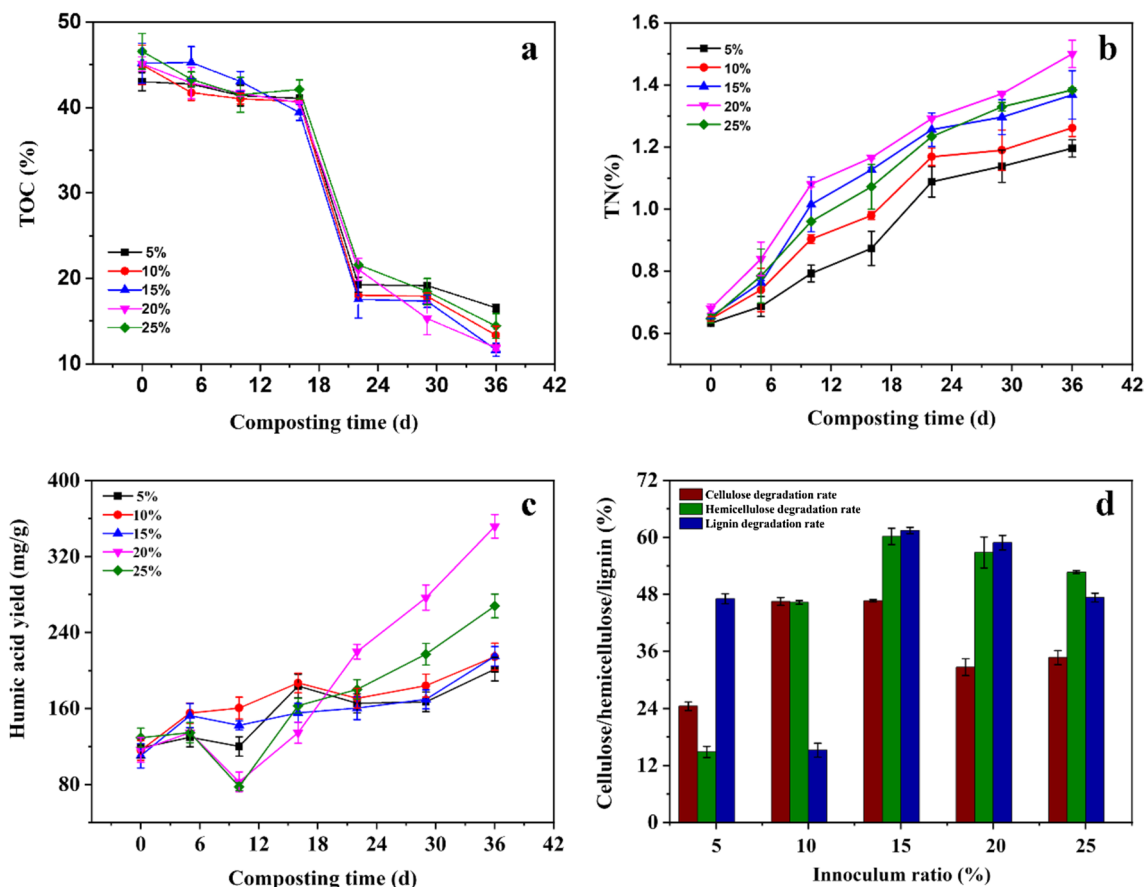 a
50
40
30
20
10
TOC (%)
5%
10%
15%
20%
25%
0 6 12 18 24 30 36 42
Composting time (d)
b
1.6
1.4
1.2
1.0
0.8
0.6
TN(%)
5%
10%
15%
20%
25%
0 6 12 18 24 30 36 42
Composting time (d)
c
400
320
240
160
80
Humic acid yield (mg/g)
5%
10%
15%
20%
25%
0 6 12 18 24 30 36 42
Composting time (d)
d
72
60
48
36
24
12
0
Cellulose/hemicellulose/lignin (%)
Cellulose degradation rate
Hemicellulose degradation rate
Lignin degradation rate
5 10 15 20 25
Innoculum ratio (%)